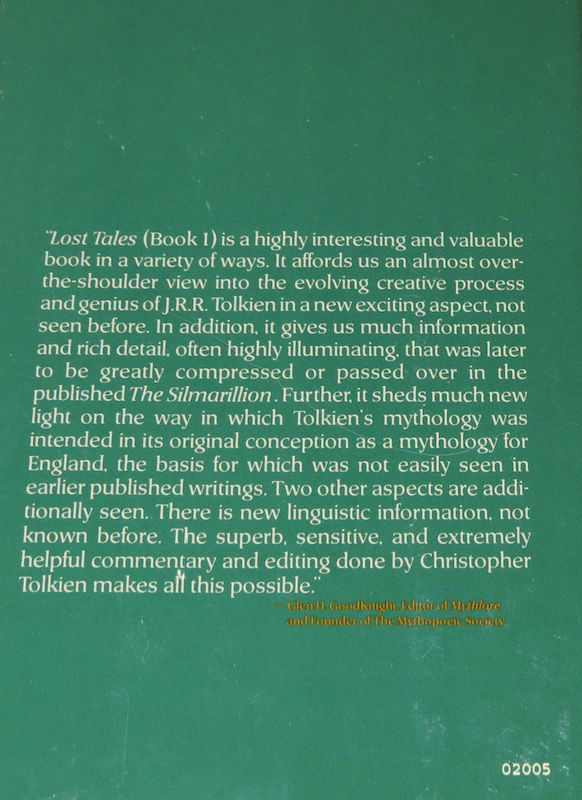 "Lost Tales (Book 1) is a highly interesting and valuable
book in a variety of ways. It affords us an almost over-
the-shoulder view into the evolving creative process
and genius of J.R.R. Tolkien in a new exciting aspect, not
seen before. In addition, it gives us much information
and rich detail, often highly illuminating, that was later
to be greatly compressed or passed over in the
published The Silmarillion. Further, it sheds much new
light on the way in which Tolkien's mythology was
intended in its original conception as a mythology for
England, the basis for which was not easily seen in
earlier published writings. Two other aspects are addi-
tionally seen. There is new linguistic information, not
known before. The superb, sensitive, and extremely
helpful commentary and editing done by Christopher
Tolkien makes all this possible."
— Glen H. GoodKnight, Editor of Mythlore
and Founder of The Mythopoeic Society.
02005